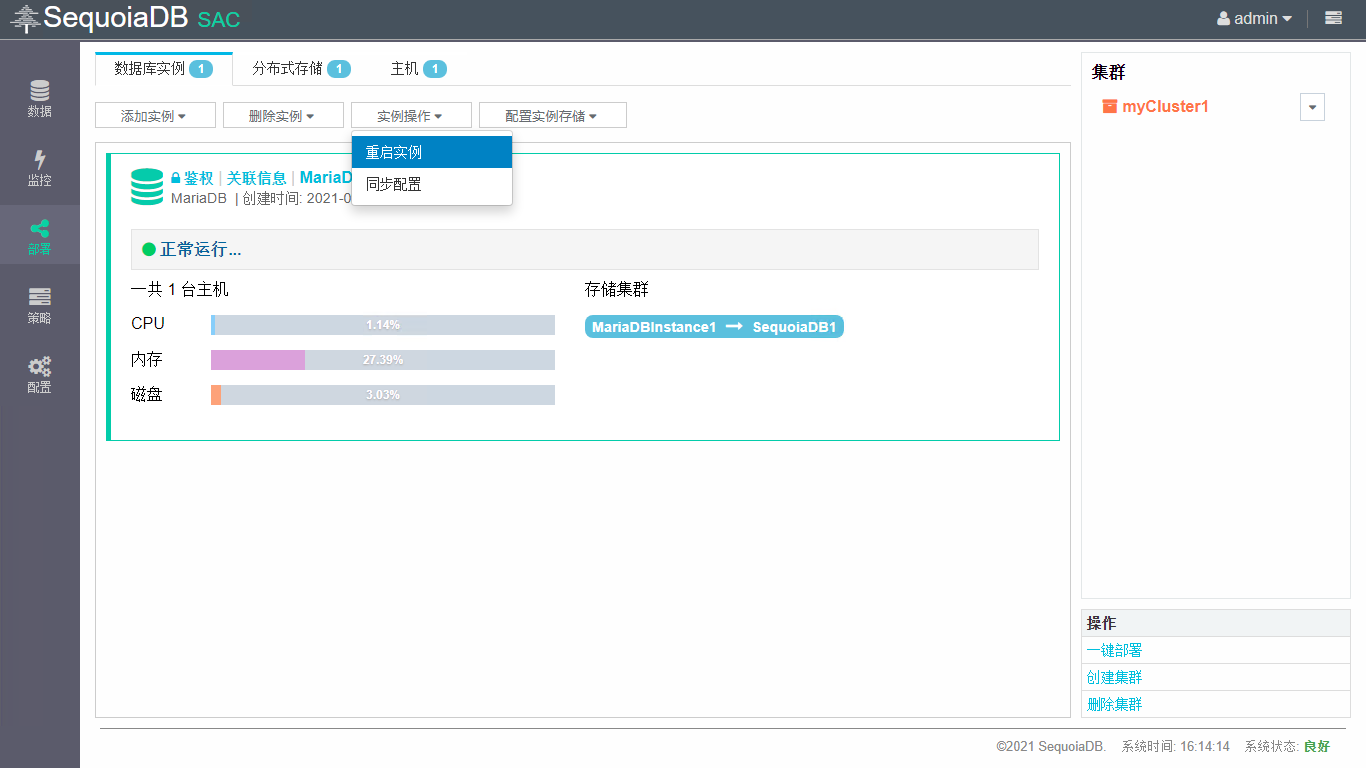 SequoiaDB SAC
admin
数据
监控
部署
策略
配置
数据库实例 1
分布式存储 1
主机 1
添加实例
删除实例
实例操作
配置实例存储
重启实例
同步配置
鉴权 | 关联信息 | MariaD
MariaDB | 创建时间: 2021-0
正常运行...
一共 1 台主机
CPU 1.14%
内存 27.39%
磁盘 3.03%
存储集群
MariaDBInstance1 → SequoiaDB1
集群
myCluster1
操作
一键部署
创建集群
删除集群
©2021 SequoiaDB. 系统时间: 16:14:14 系统状态: 良好